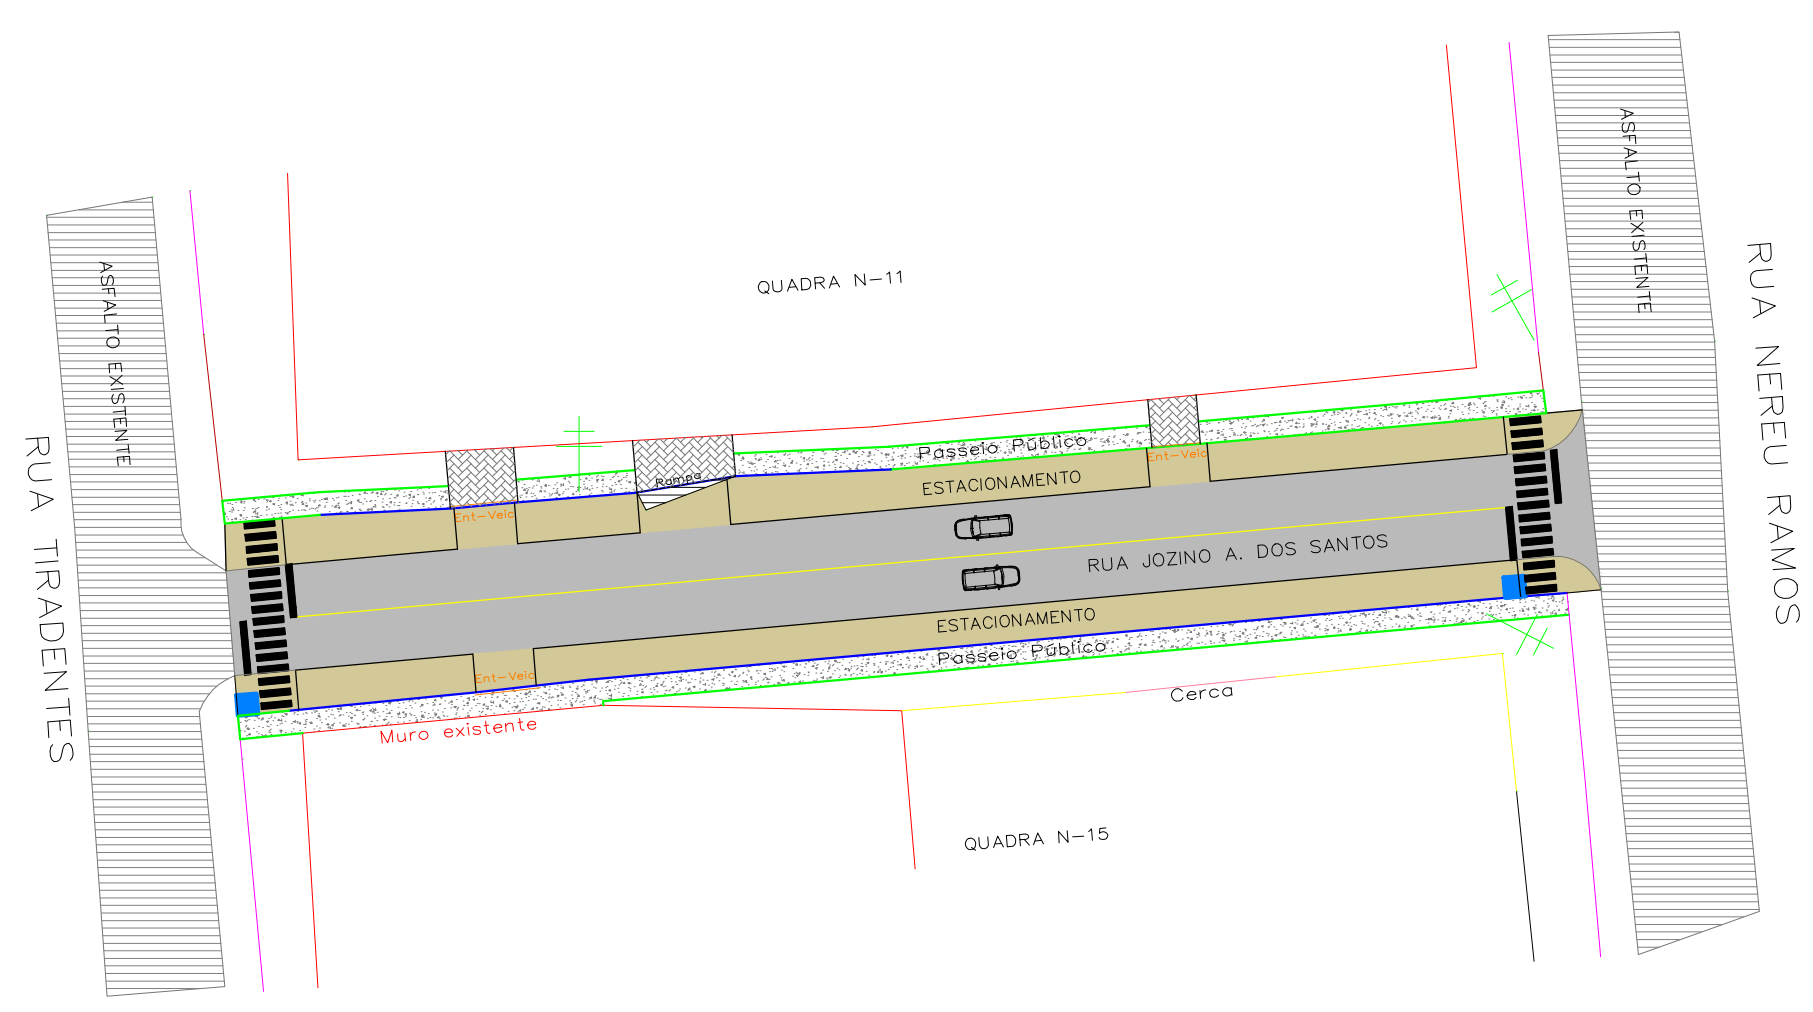 QUADRA N-11
ASFALTO EXISTENTE
RUA NEREU RAMOS
ASFALTO EXISTENTE
RUA TIRADENTES
Passeio Público
Ent-Veic
Rampa
ESTACIONAMENTO
Ent-Veic
RUA JOZINO A. DOS SANTOS
ESTACIONAMENTO
Passeio Público
Ent-Veic
Cerca
Muro existente
QUADRA N-15